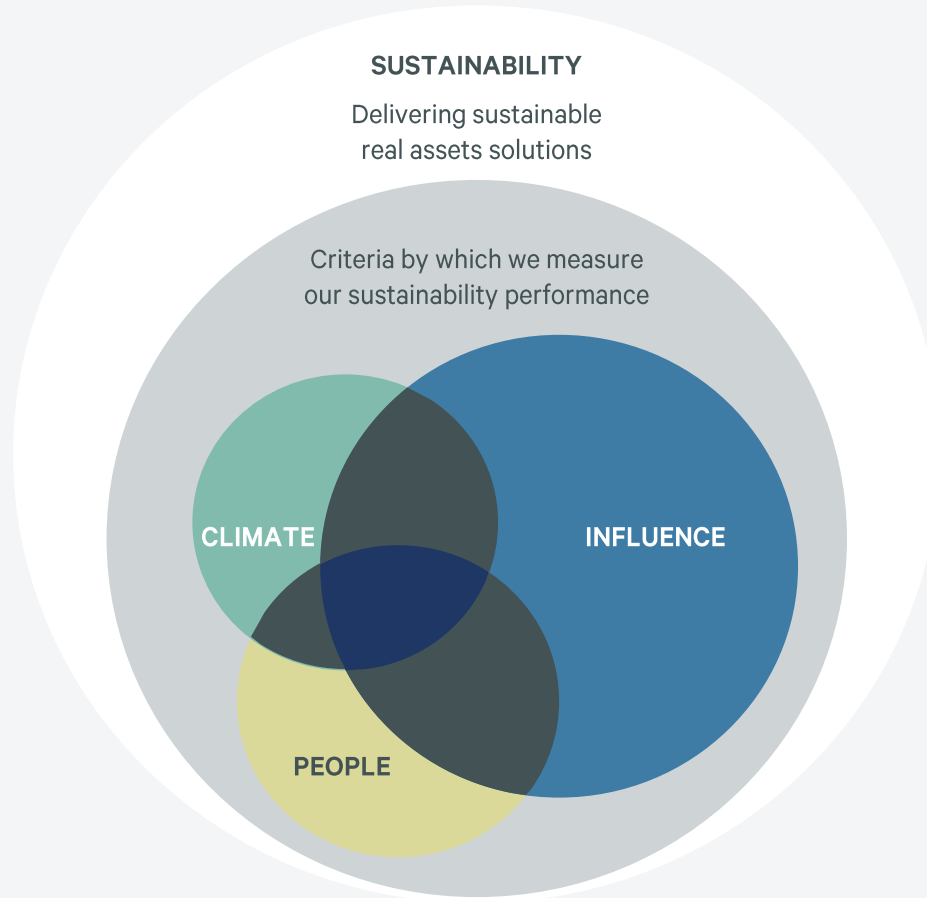 SUSTAINABILITY
Delivering sustainable
real assets solutions
Criteria by which we measure
our sustainability performance
CLIMATE
INFLUENCE
PEOPLE